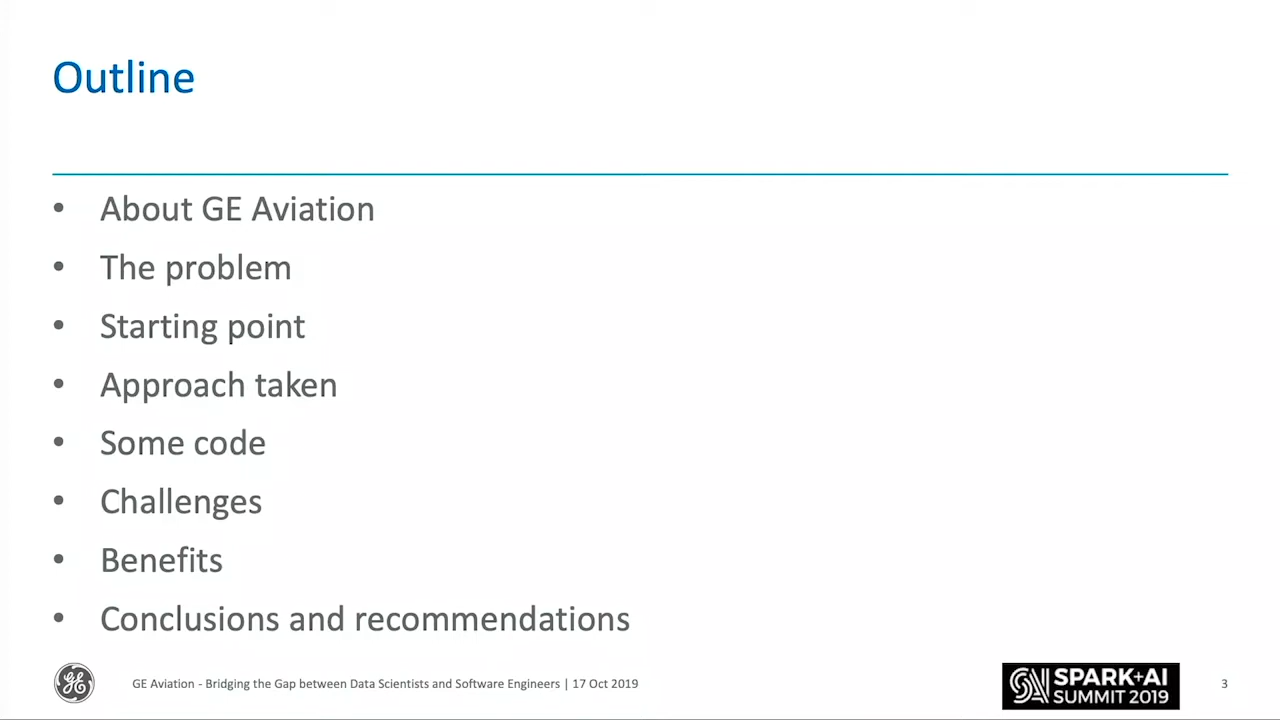 Outline
• About GE Aviation
• The problem
• Starting point
• Approach taken
• Some code
• Challenges
• Benefits
• Conclusions and recommendations
GE Aviation - Bridging the Gap between Data Scientists and Software Engineers | 17 Oct 2019
SPARK+AI
SUMMIT 2019
3